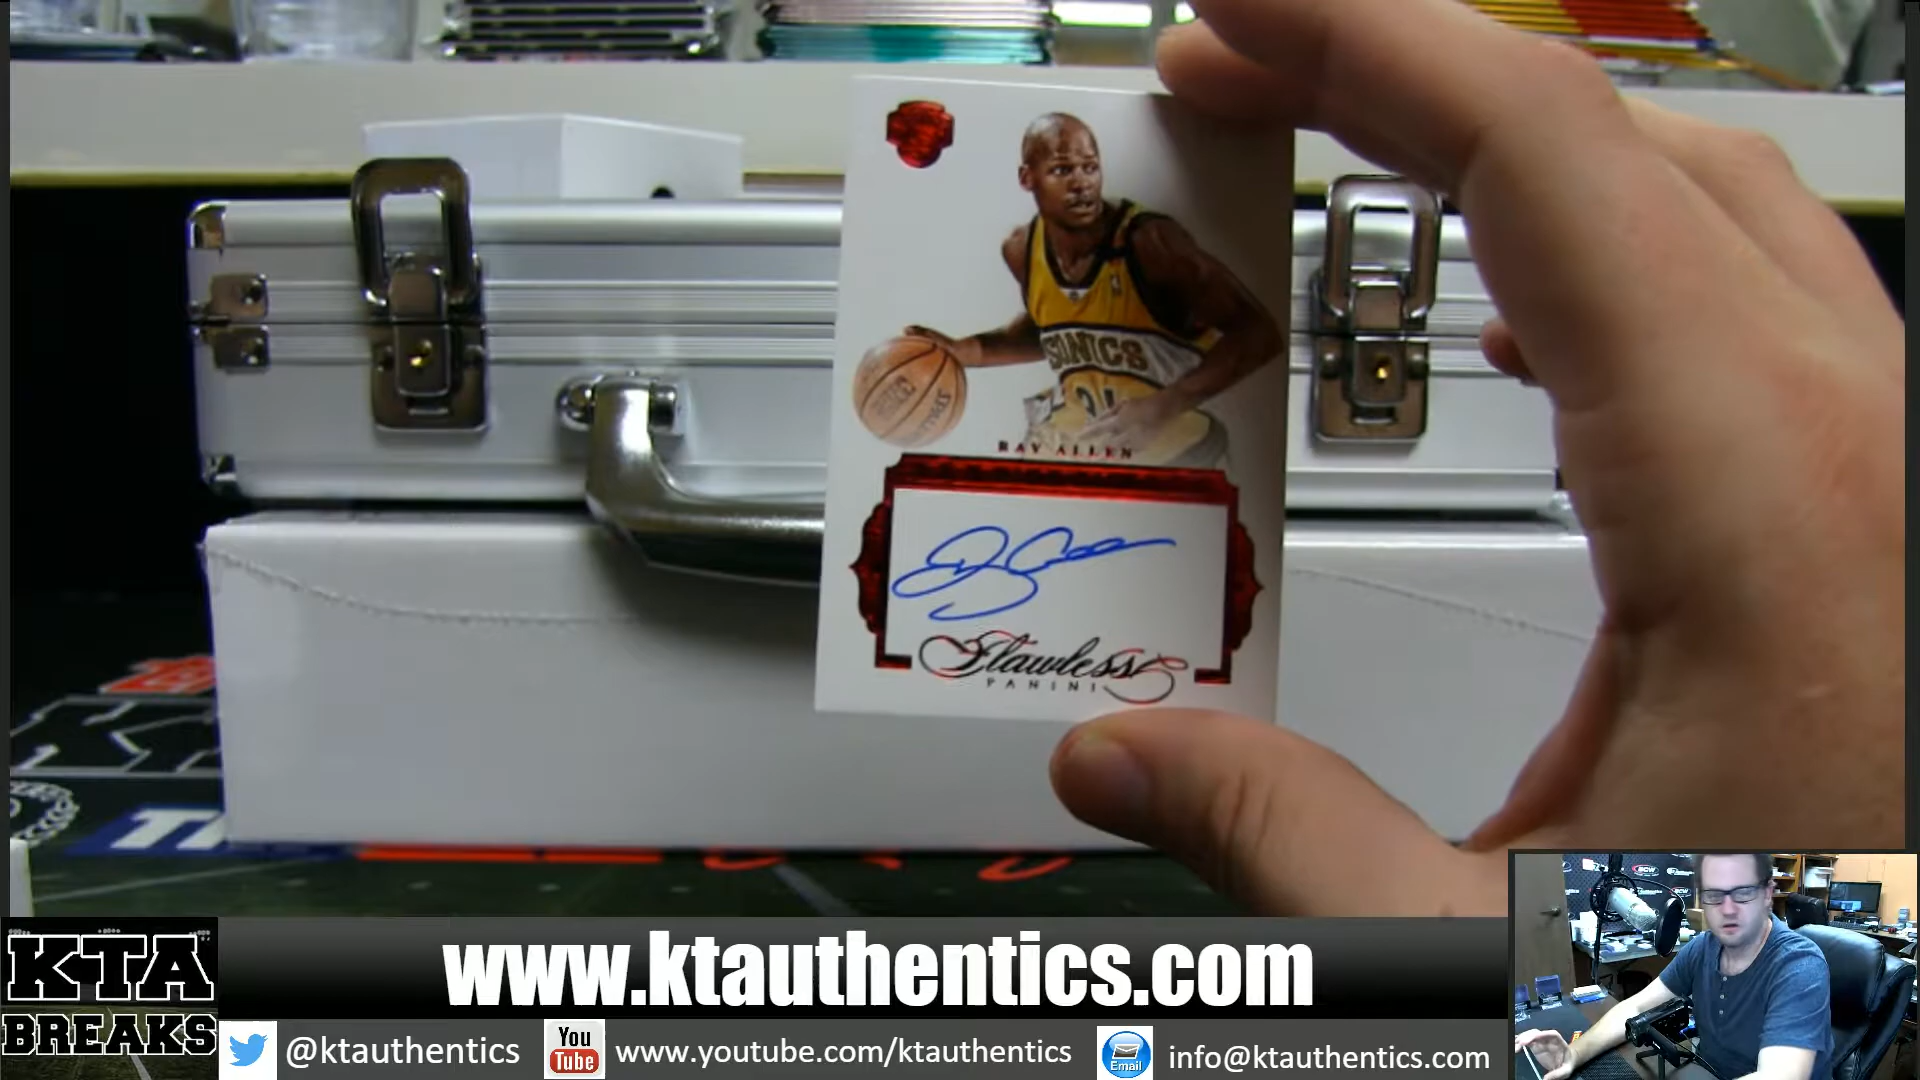 SONICS
RAY ALLEN
Flawless
PANINI
KTA
BREAKS
www.ktauthentics.com
@ktauthentics
You
Tube
www.youtube.com/ktauthentics
Email
info@ktauthentics.com